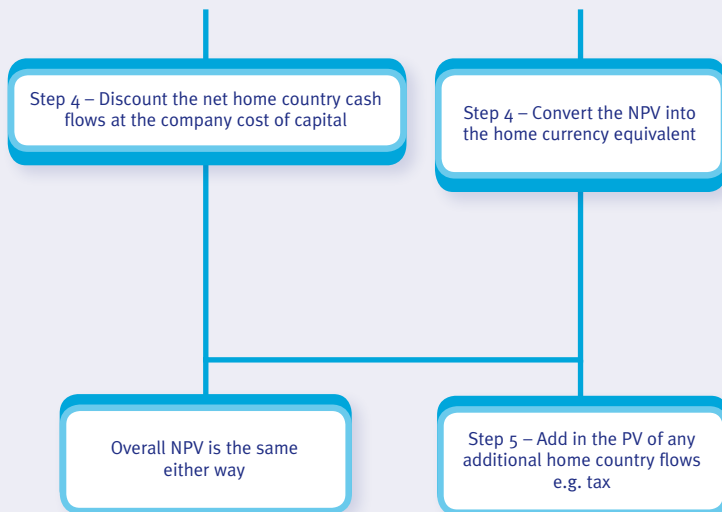 Step 4 – Discount the net home country cash
flows at the company cost of capital
Step 4 – Convert the NPV into
the home currency equivalent
Overall NPV is the same
either way
Step 5 – Add in the PV of any
additional home country flows
e.g. tax